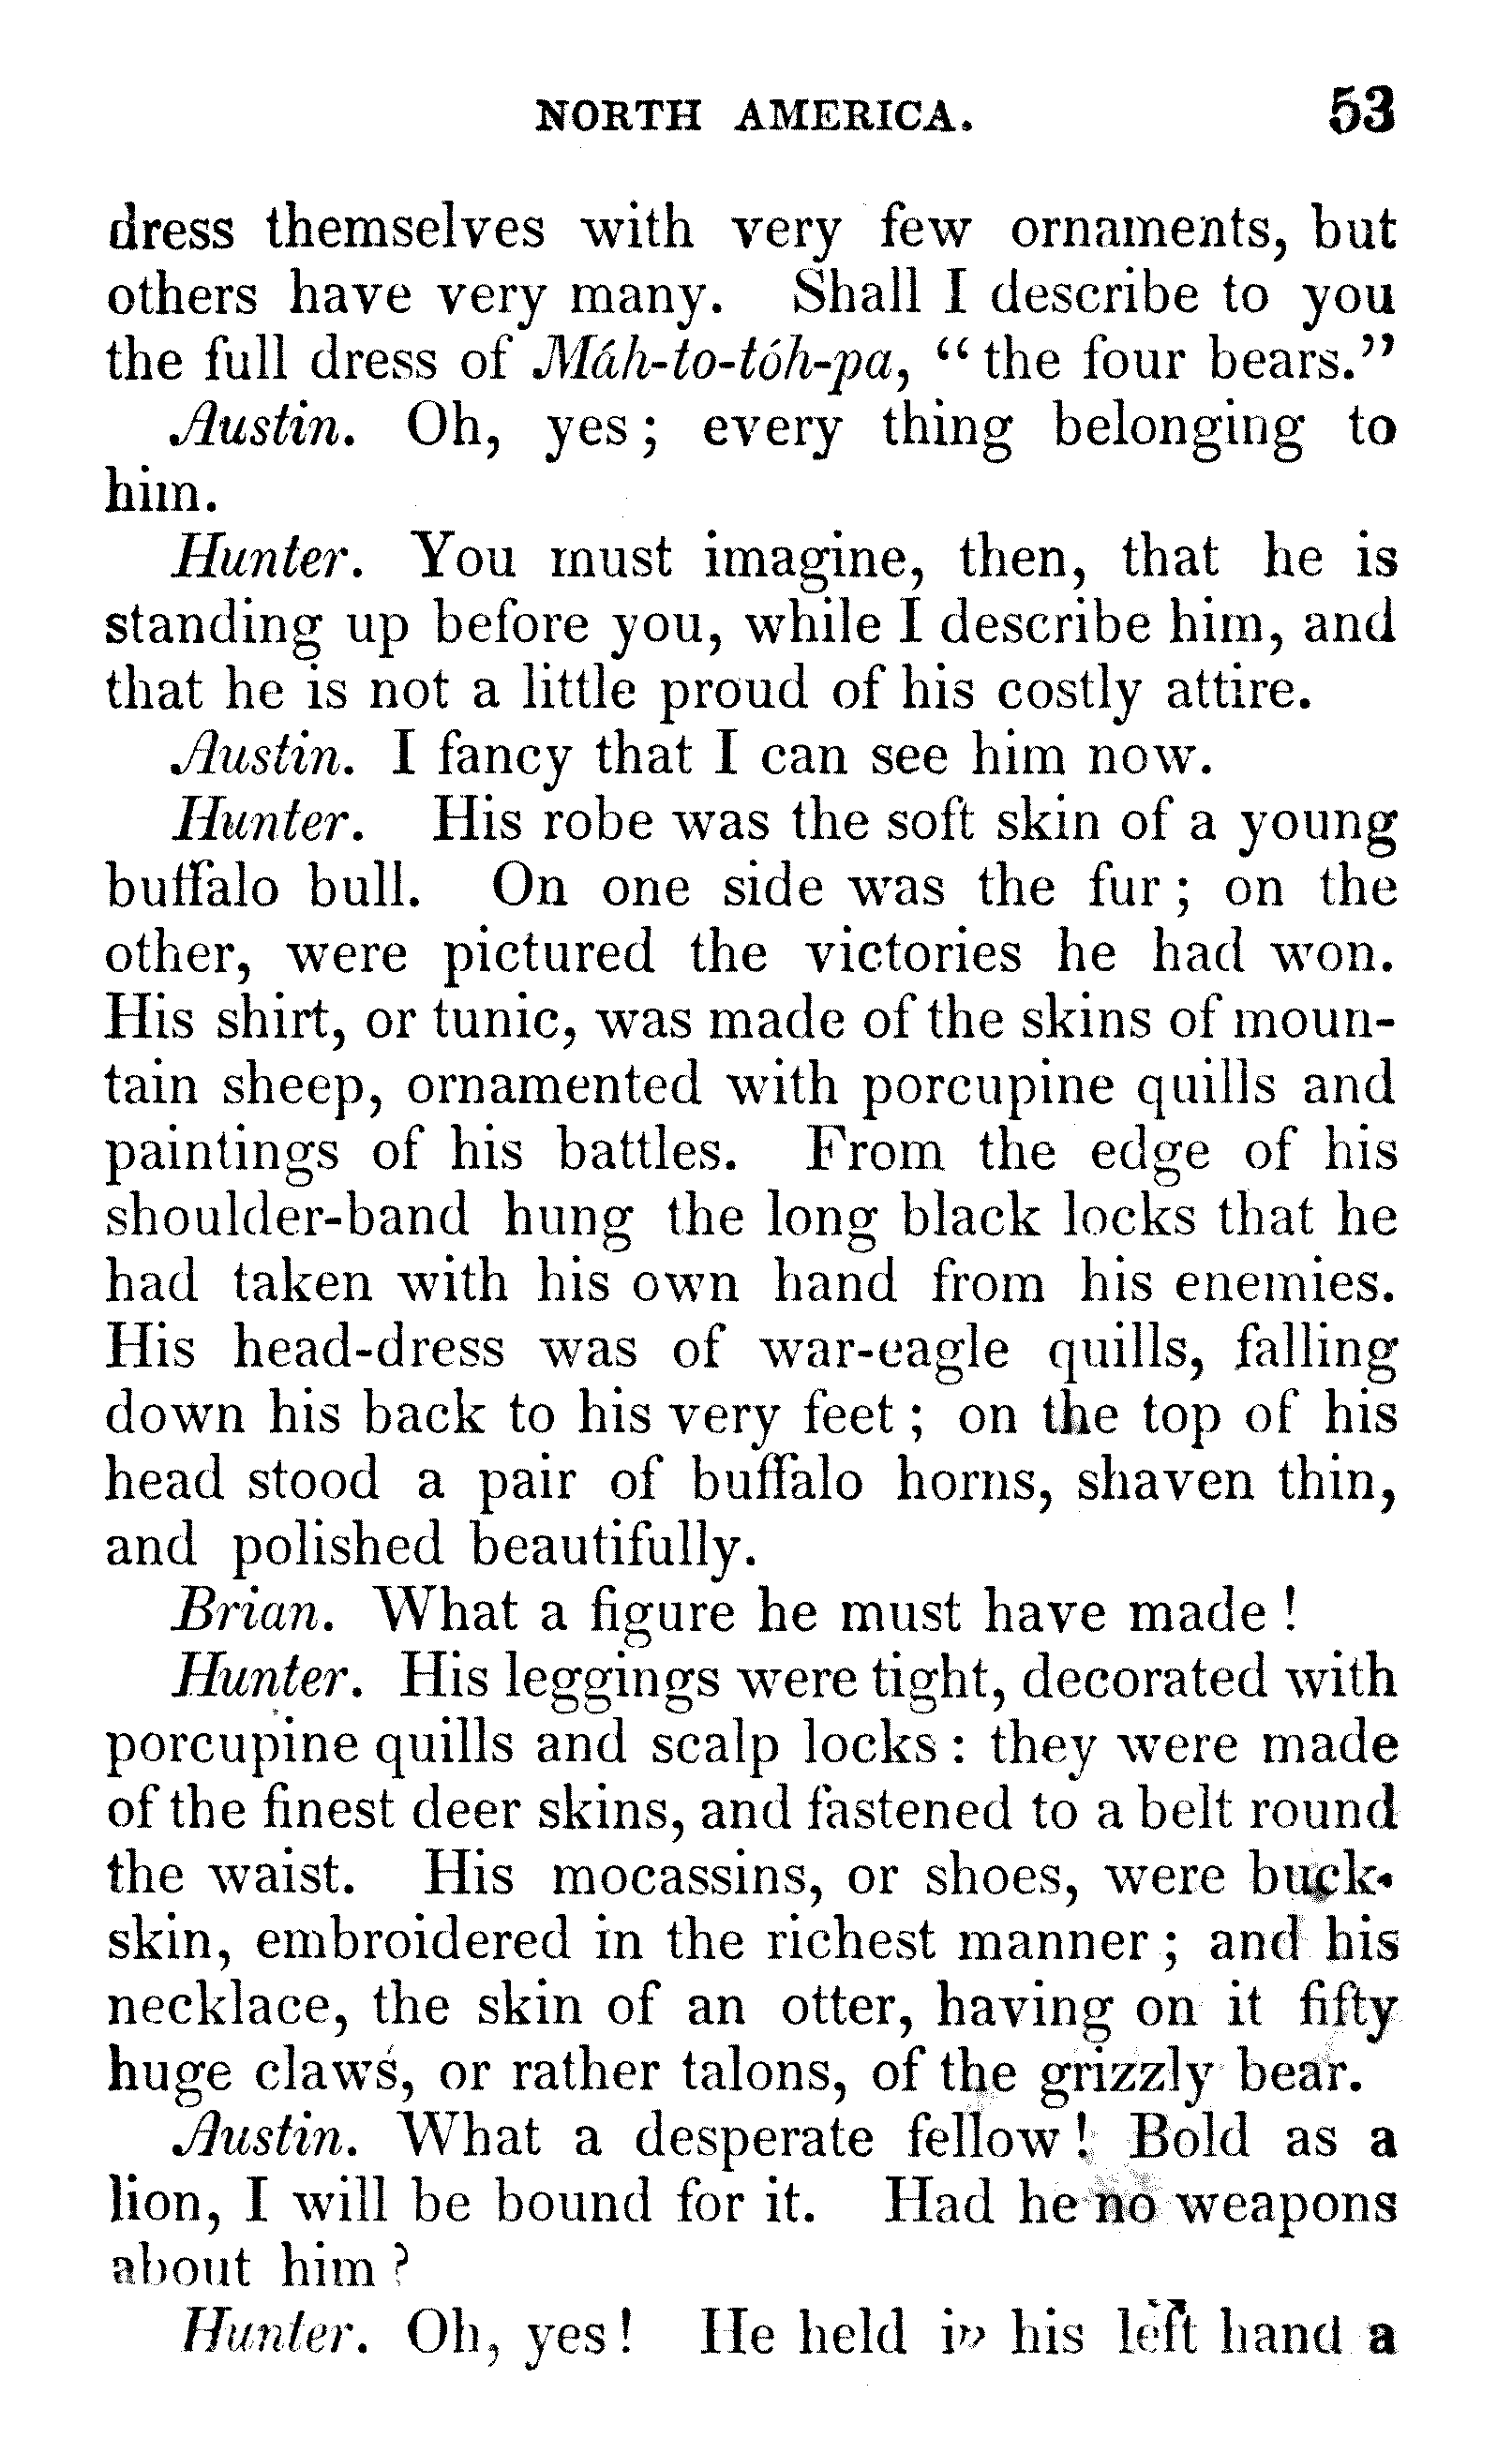 NORTH AMERICA. 53
dress themselves with very few ornaments, but
others have very many. Shall I describe to you
the full dress of Máh-to-tóh-pa, “the four bears.”
Austin. Oh, yes; every thing belonging to
him.
Hunter. You must imagine, then, that he is
standing up before you, while I describe him, and
that he is not a little proud of his costly attire.
Austin. I fancy that I can see him now.
Hunter. His robe was the soft skin of a young
buffalo bull. On one side was the fur; on the
other, were pictured the victories he had won.
His shirt, or tunic, was made of the skins of moun-
tain sheep, ornamented with porcupine quills and
paintings of his battles. From the edge of his
shoulder-band hung the long black locks that he
had taken with his own hand from his enemies.
His head-dress was of war-eagle quills, falling
down his back to his very feet; on the top of his
head stood a pair of buffalo horns, shaven thin,
and polished beautifully.
Brian. What a figure he must have made!
Hunter. His leggings were tight, decorated with
porcupine quills and scalp locks: they were made
of the finest deer skins, and fastened to a belt round
the waist. His mocassins, or shoes, were buck-
skin, embroidered in the richest manner; and his
necklace, the skin of an otter, having on it fifty
huge claws, or rather talons, of the grizzly bear.
Austin. What a desperate fellow! Bold as a
lion, I will be bound for it. Had he no weapons
about him?
Hunter. Oh, yes! He held in his left hand a